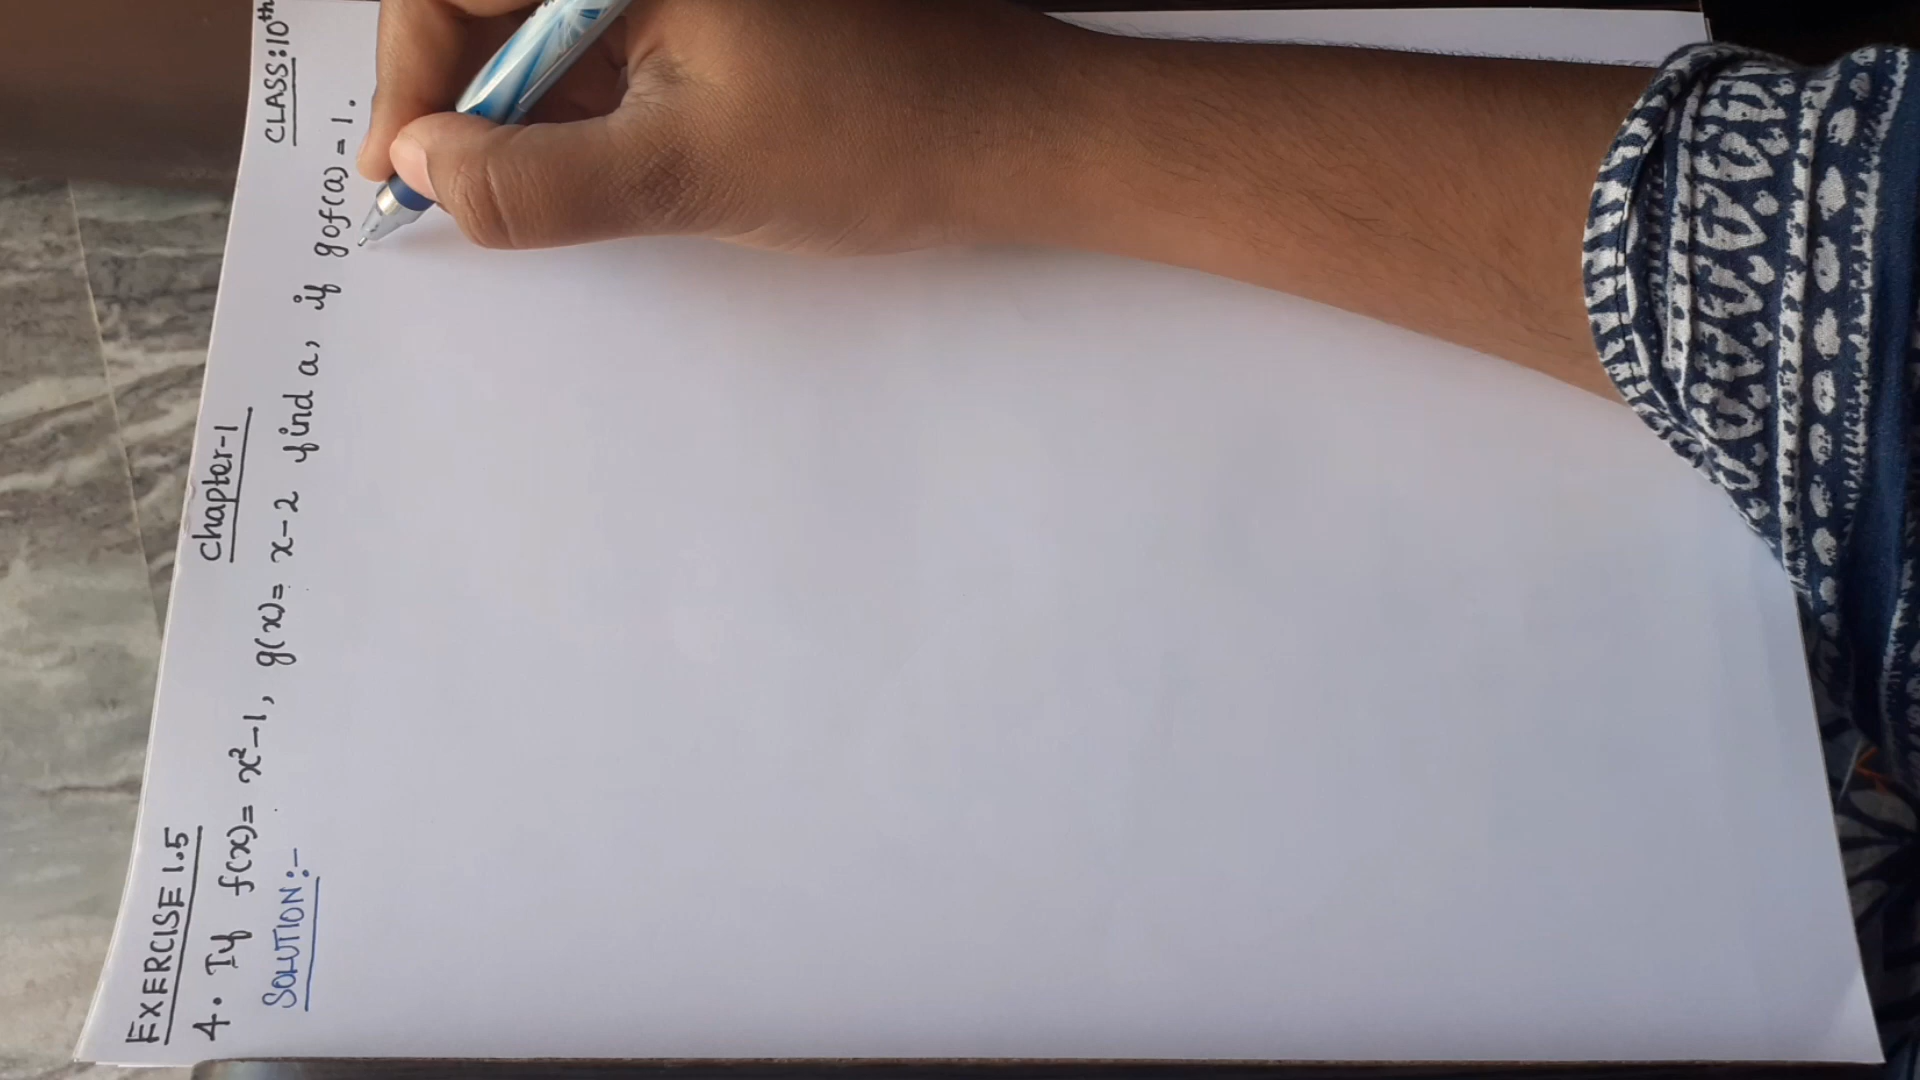 CLASS: 10th
Chapter-1
EXERCISE 1.5
4. If f(x) = x²-1, g(x) = x-2 find a, if gof(a) = 1.
SOLUTION:-